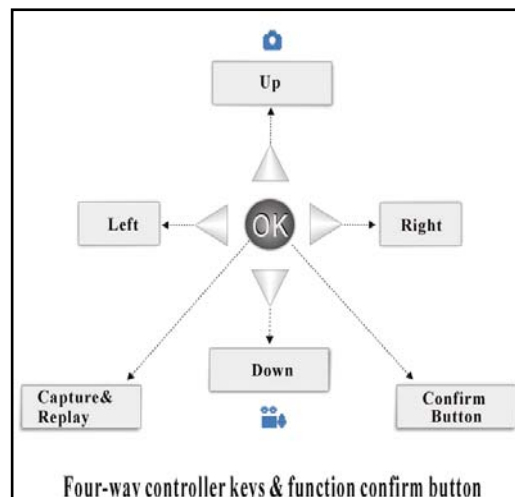 Up
Left
OK
Right
Down
Capture&
Replay
Confirm
Button
Four-way controller keys & function confirm button